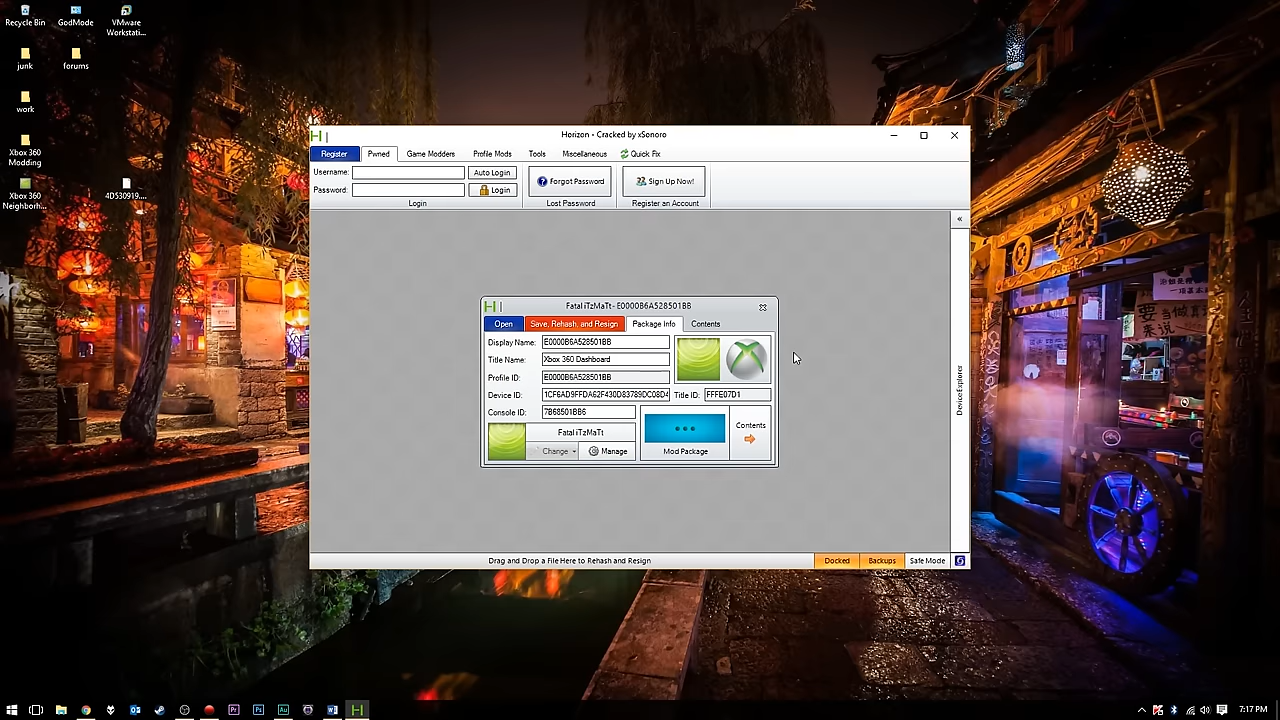 Recycle Bin
GodMode
VMware
Workstati...
junk
forums
work
Xbox 360
Modding
Xbox 360
Neighborh...
4D530919....
Horizon - Cracked by xSonoro
Register
Pwned
Game Modders
Profile Mods
Tools
Miscellaneous
Quick Fix
Username:
Auto Login
Password:
Login
Forgot Password
Sign Up Now!
Login
Lost Password
Register an Account
«
Fatal iTzMaTt- E0000B6A528501BB
Open
Save, Rehash, and Resign
Package Info
Contents
Display Name:
E0000B6A528501BB
Title Name:
Xbox 360 Dashboard
Profile ID:
E0000B6A528501BB
Device ID:
1CF6AD9FFDA62F430D83789DC08D4
Title ID:
FFFE07D1
Console ID:
7B68501BB6
Fatal iTzMaTt
Change
Manage
Mod Package
Contents
Device Explorer
Drag and Drop a File Here to Rehash and Resign
Docked
Backups
Safe Mode
7:17 PM